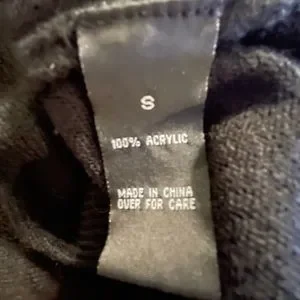 S
100% ACRYLIC
MADE IN CHINA
OVER FOR CARE